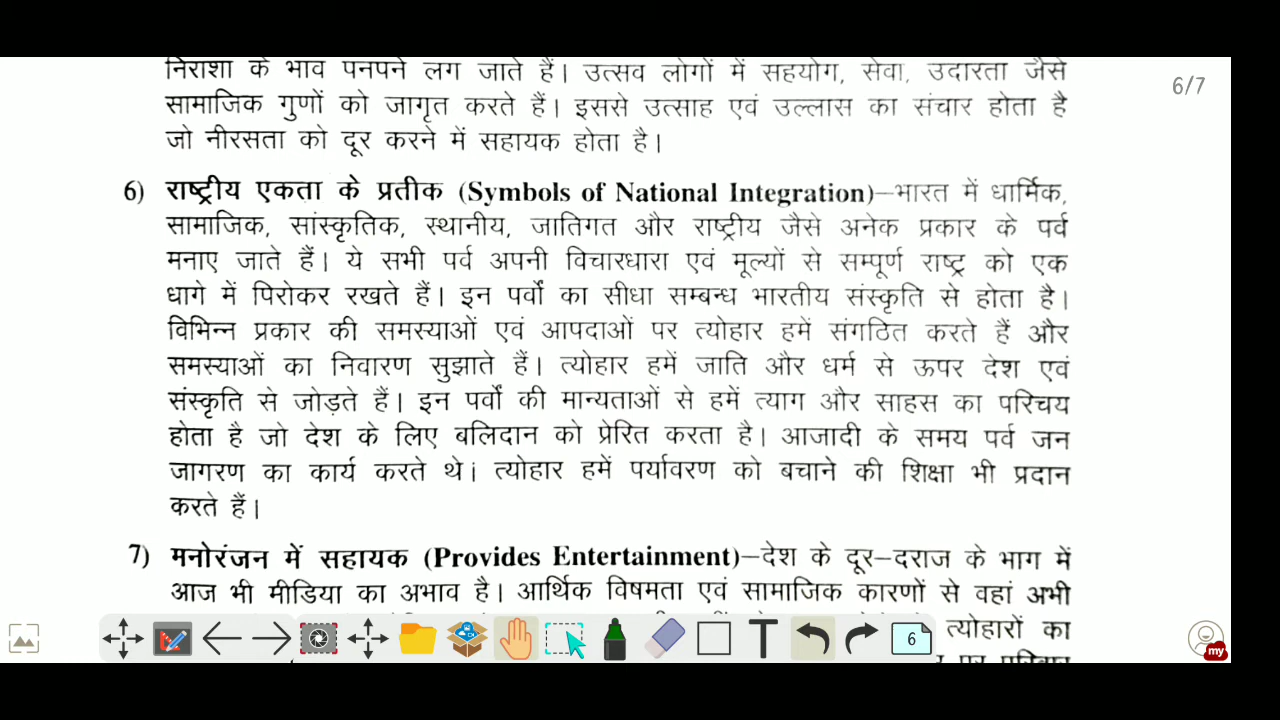 निराशा के भाव पनपने लग जाते हैं। उत्सव लोगों में सहयोग, सेवा, उदारता जैसे
6/7
सामाजिक गुणों को जागृत करते हैं। इससे उत्साह एवं उल्लास का संचार होता है
जो नीरसता को दूर करने में सहायक होता है।
6) राष्ट्रीय एकता के प्रतीक (Symbols of National Integration)–भारत में धार्मिक,
सामाजिक, सांस्कृतिक, स्थानीय, जातिगत और राष्ट्रीय जैसे अनेक प्रकार के पर्व
मनाए जाते हैं। ये सभी पर्व अपनी विचारधारा एवं मूल्यों से सम्पूर्ण राष्ट्र को एक
धागे में पिरोकर रखते हैं। इन पर्वों का सीधा सम्बन्ध भारतीय संस्कृति से होता है।
विभिन्न प्रकार की समस्याओं एवं आपदाओं पर त्योहार हमें संगठित करते हैं और
समस्याओं का निवारण सुझाते हैं। त्योहार हमें जाति और धर्म से ऊपर देश एवं
संस्कृति से जोड़ते हैं। इन पर्वों की मान्यताओं से हमें त्याग और साहस का परिचय
होता है जो देश के लिए बलिदान को प्रेरित करता है। आजादी के समय पर्व जन
जागरण का कार्य करते थे। त्योहार हमें पर्यावरण को बचाने की शिक्षा भी प्रदान
करते हैं।
7) मनोरंजन में सहायक (Provides Entertainment)–देश के दूर–दराज के भाग में
आज भी मीडिया का अभाव है। आर्थिक विषमता एवं सामाजिक कारणों से वहां अभी
त्योहारों का
T
6
my